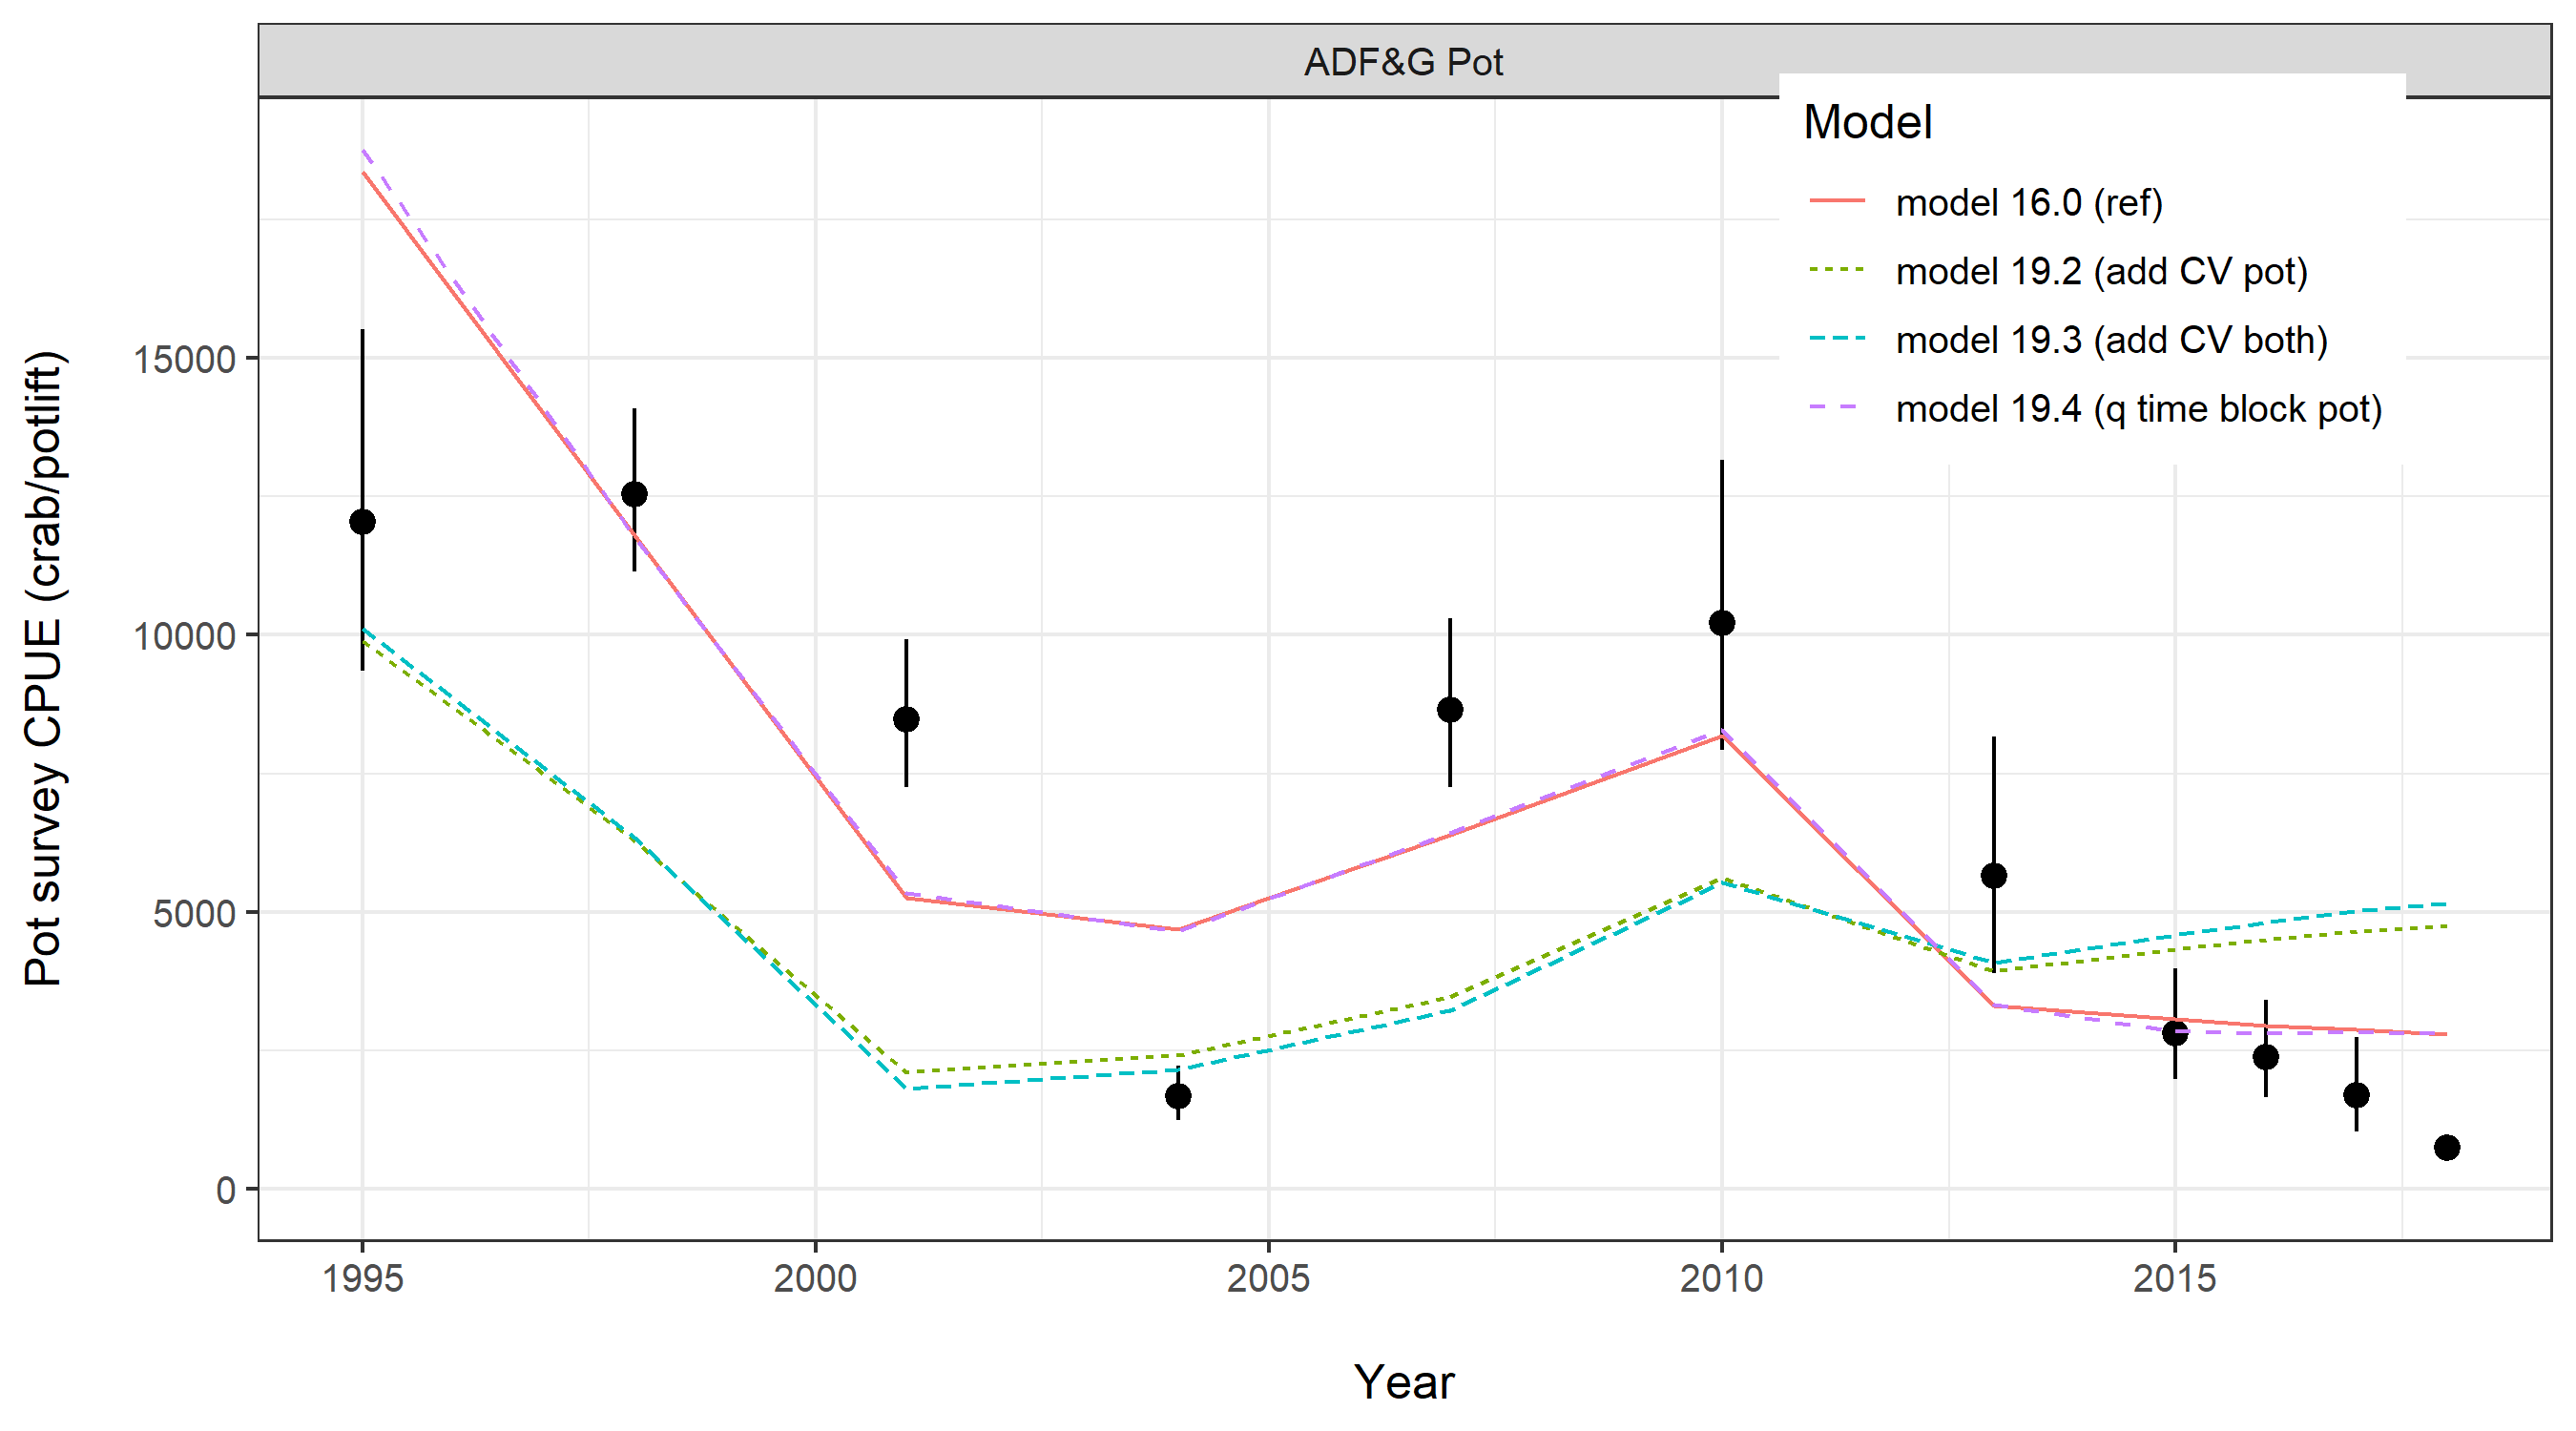 ADF&G Pot
Model
model 16.0 (ref)
model 19.2 (add CV pot)
model 19.3 (add CV both)
model 19.4 (q time block pot)
Pot survey CPUE (crab/potlift)
15000
10000
5000
0
1995 2000 2005 2010 2015
Year